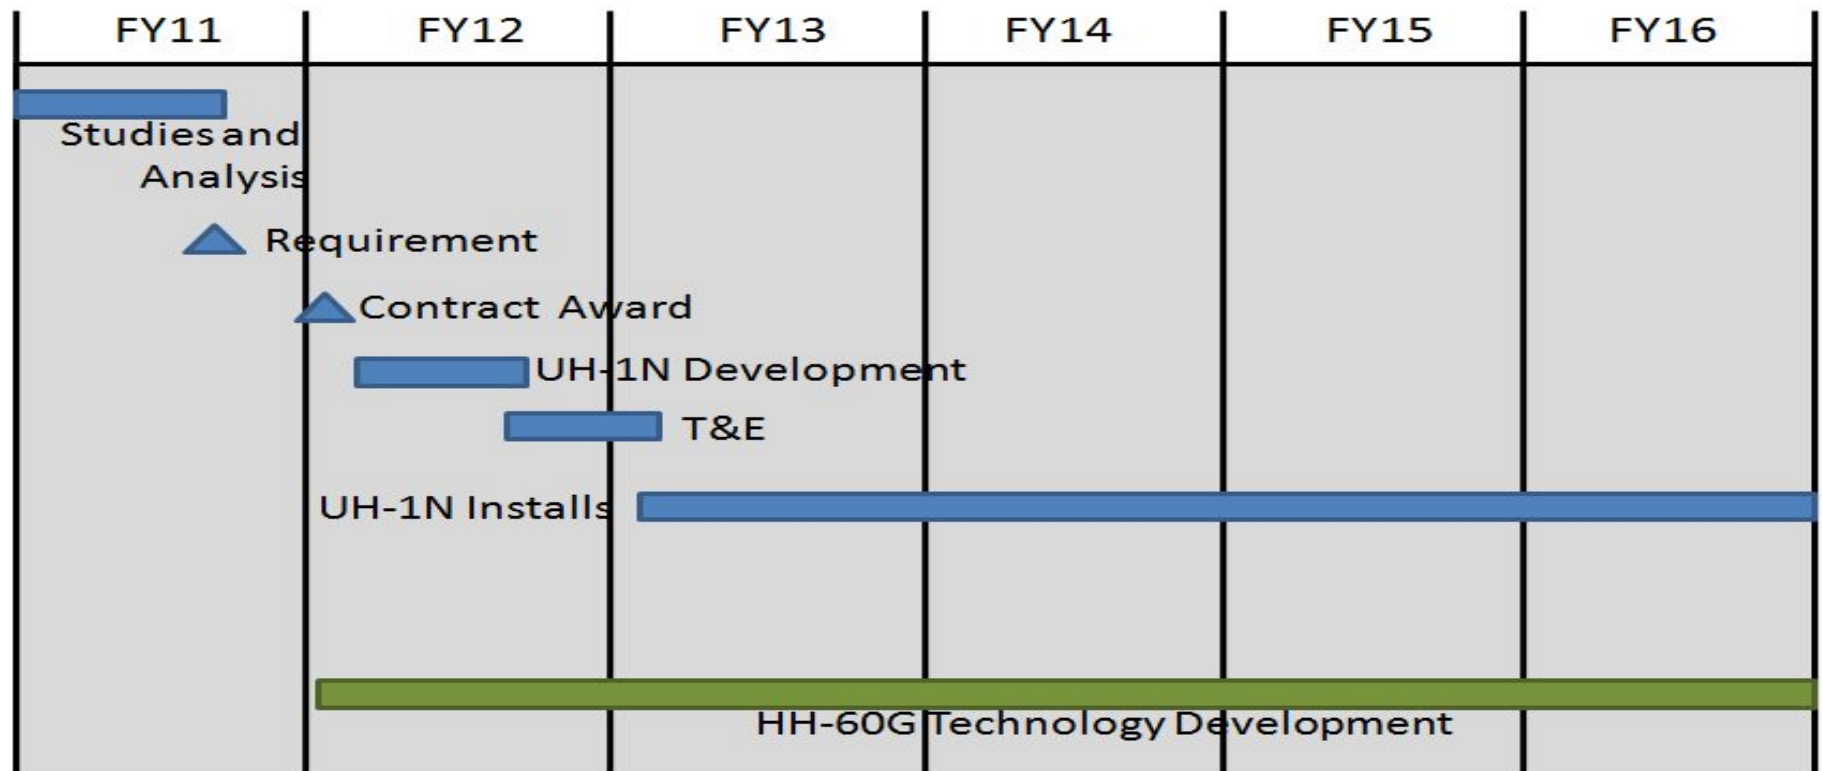 FY11 FY12 FY13 FY14 FY15 FY16
Studies and
Analysis
Requirement
Contract Award
UH-1N Development
T&E
UH-1N Installs
HH-60G Technology Development